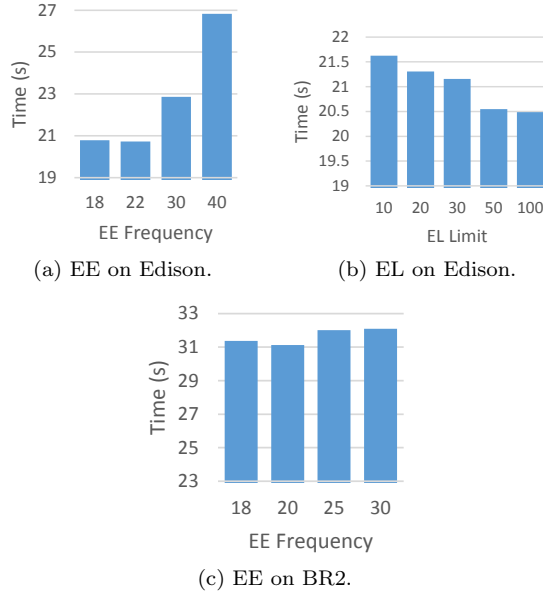 27
25
23
21
19
Time (s)
18 22 30 40
EE Frequency
(a) EE on Edison.
22
21.5
21
20.5
20
19.5
19
Time (s)
10 20 30 50 100
EL Limit
(b) EL on Edison.
33
31
29
27
25
23
Time (s)
18 20 25 30
EE Frequency
(c) EE on BR2.